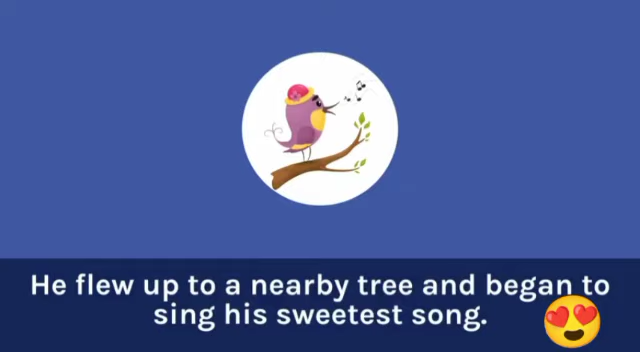 He flew up to a nearby tree and began to
sing his sweetest song.